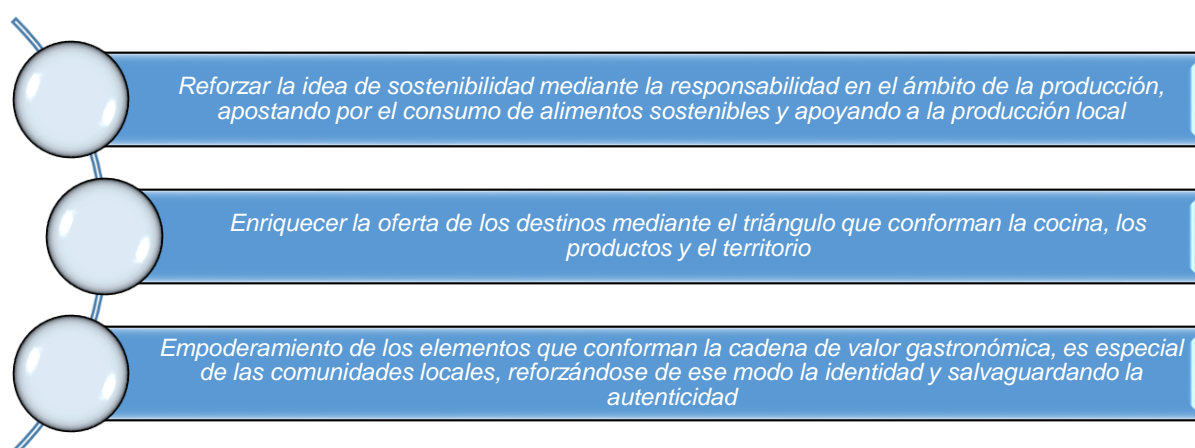 Reforzar la idea de sostenibilidad mediante la responsabilidad en el ámbito de la producción,
apostando por el consumo de alimentos sostenibles y apoyando a la producción local
Enriquecer la oferta de los destinos mediante el triángulo que conforman la cocina, los
productos y el territorio
Empoderamiento de los elementos que conforman la cadena de valor gastronómica, es especial
de las comunidades locales, reforzándose de ese modo la identidad y salvaguardando la
autenticidad